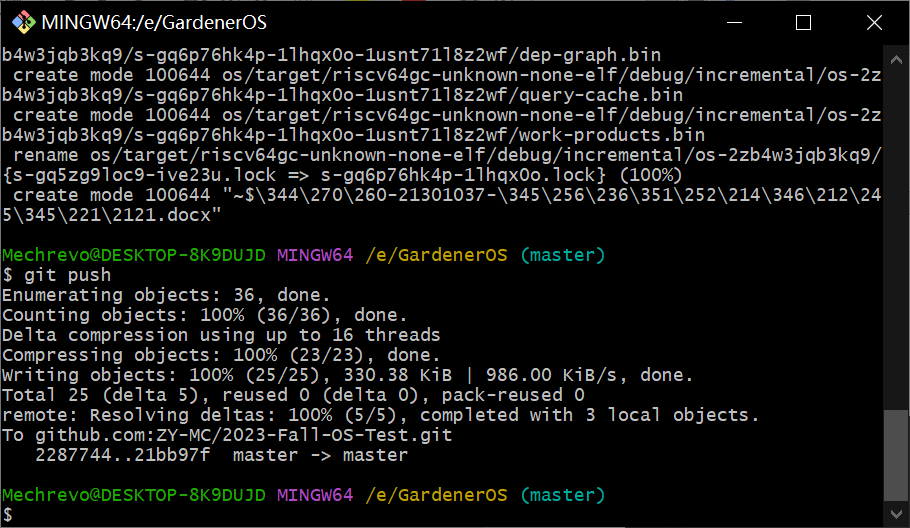 MINGW64:/e/GardenerOS
b4w3jqb3kq9/s-gq6p76hk4p-1lhqx0o-1usnt71l8z2wf/dep-graph.bin
 create mode 100644 os/target/riscv64gc-unknown-none-elf/debug/incremental/os-2z
b4w3jqb3kq9/s-gq6p76hk4p-1lhqx0o-1usnt71l8z2wf/query-cache.bin
 create mode 100644 os/target/riscv64gc-unknown-none-elf/debug/incremental/os-2z
b4w3jqb3kq9/s-gq6p76hk4p-1lhqx0o-1usnt71l8z2wf/work-products.bin
 rename os/target/riscv64gc-unknown-none-elf/debug/incremental/os-2zb4w3jqb3kq9/
{s-gq5zg9loc9-ive23u.lock => s-gq6p76hk4p-1lhqx0o.lock} (100%)
 create mode 100644 "~$\344\270\260-21301037-\345\256\236\351\252\214\346\212\24
5\345\221\2121.docx"
Mechrevo@DESKTOP-8K9DUJD MINGW64 /e/GardenerOS (master)
$ git push
Enumerating objects: 36, done.
Counting objects: 100% (36/36), done.
Delta compression using up to 16 threads
Compressing objects: 100% (23/23), done.
Writing objects: 100% (25/25), 330.38 KiB | 986.00 KiB/s, done.
Total 25 (delta 5), reused 0 (delta 0), pack-reused 0
remote: Resolving deltas: 100% (5/5), completed with 3 local objects.
To github.com:ZY-MC/2023-Fall-OS-Test.git
   2287744..21bb97f  master -> master
Mechrevo@DESKTOP-8K9DUJD MINGW64 /e/GardenerOS (master)
$